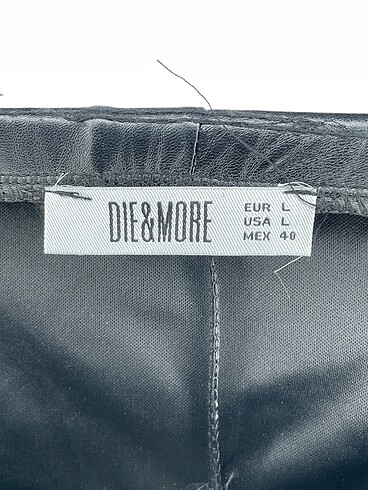 DIE&MORE
EUR L
USA L
MEX 40